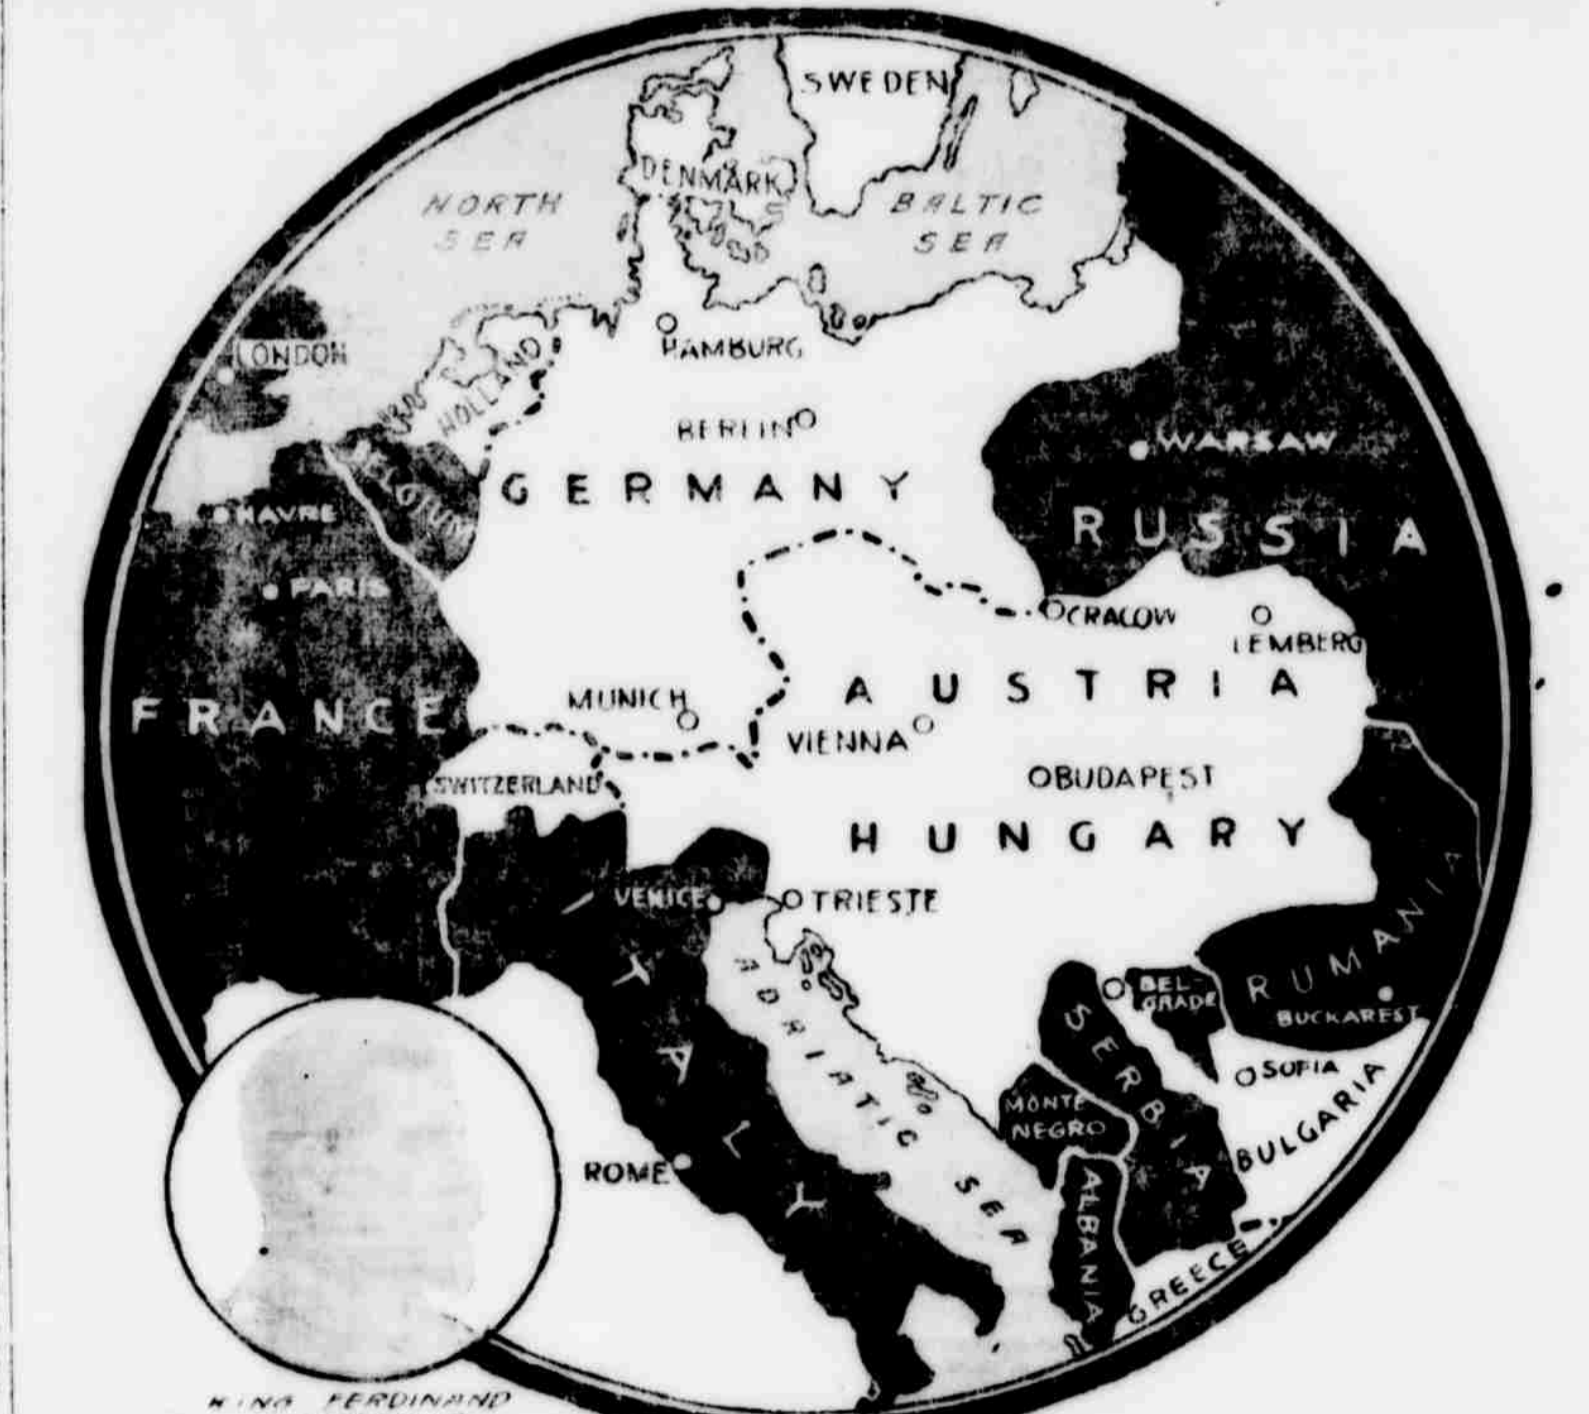 SWEDEN
DENMARK
NORTH
SEA
BALTIC
SEA
LONDON
HAMBURG
HOLLAND
BERLIN
WARSAW
BELGIUM
GERMANY
HAVRE
RUSSIA
PARIS
CRACOW
LEMBERG
AUSTRIA
MUNICH
FRANCE
VIENNA
BUDAPEST
SWITZERLAND
HUNGARY
VENICE
TRIESTE
ITALY
ADRIATIC SEA
RUMANIA
BEL-
GRADE
BUCKAREST
SERBIA
SOFIA
MONTE
NEGRO
BULGARIA
ROME
ALBANIA
GREECE
KING FERDINAND